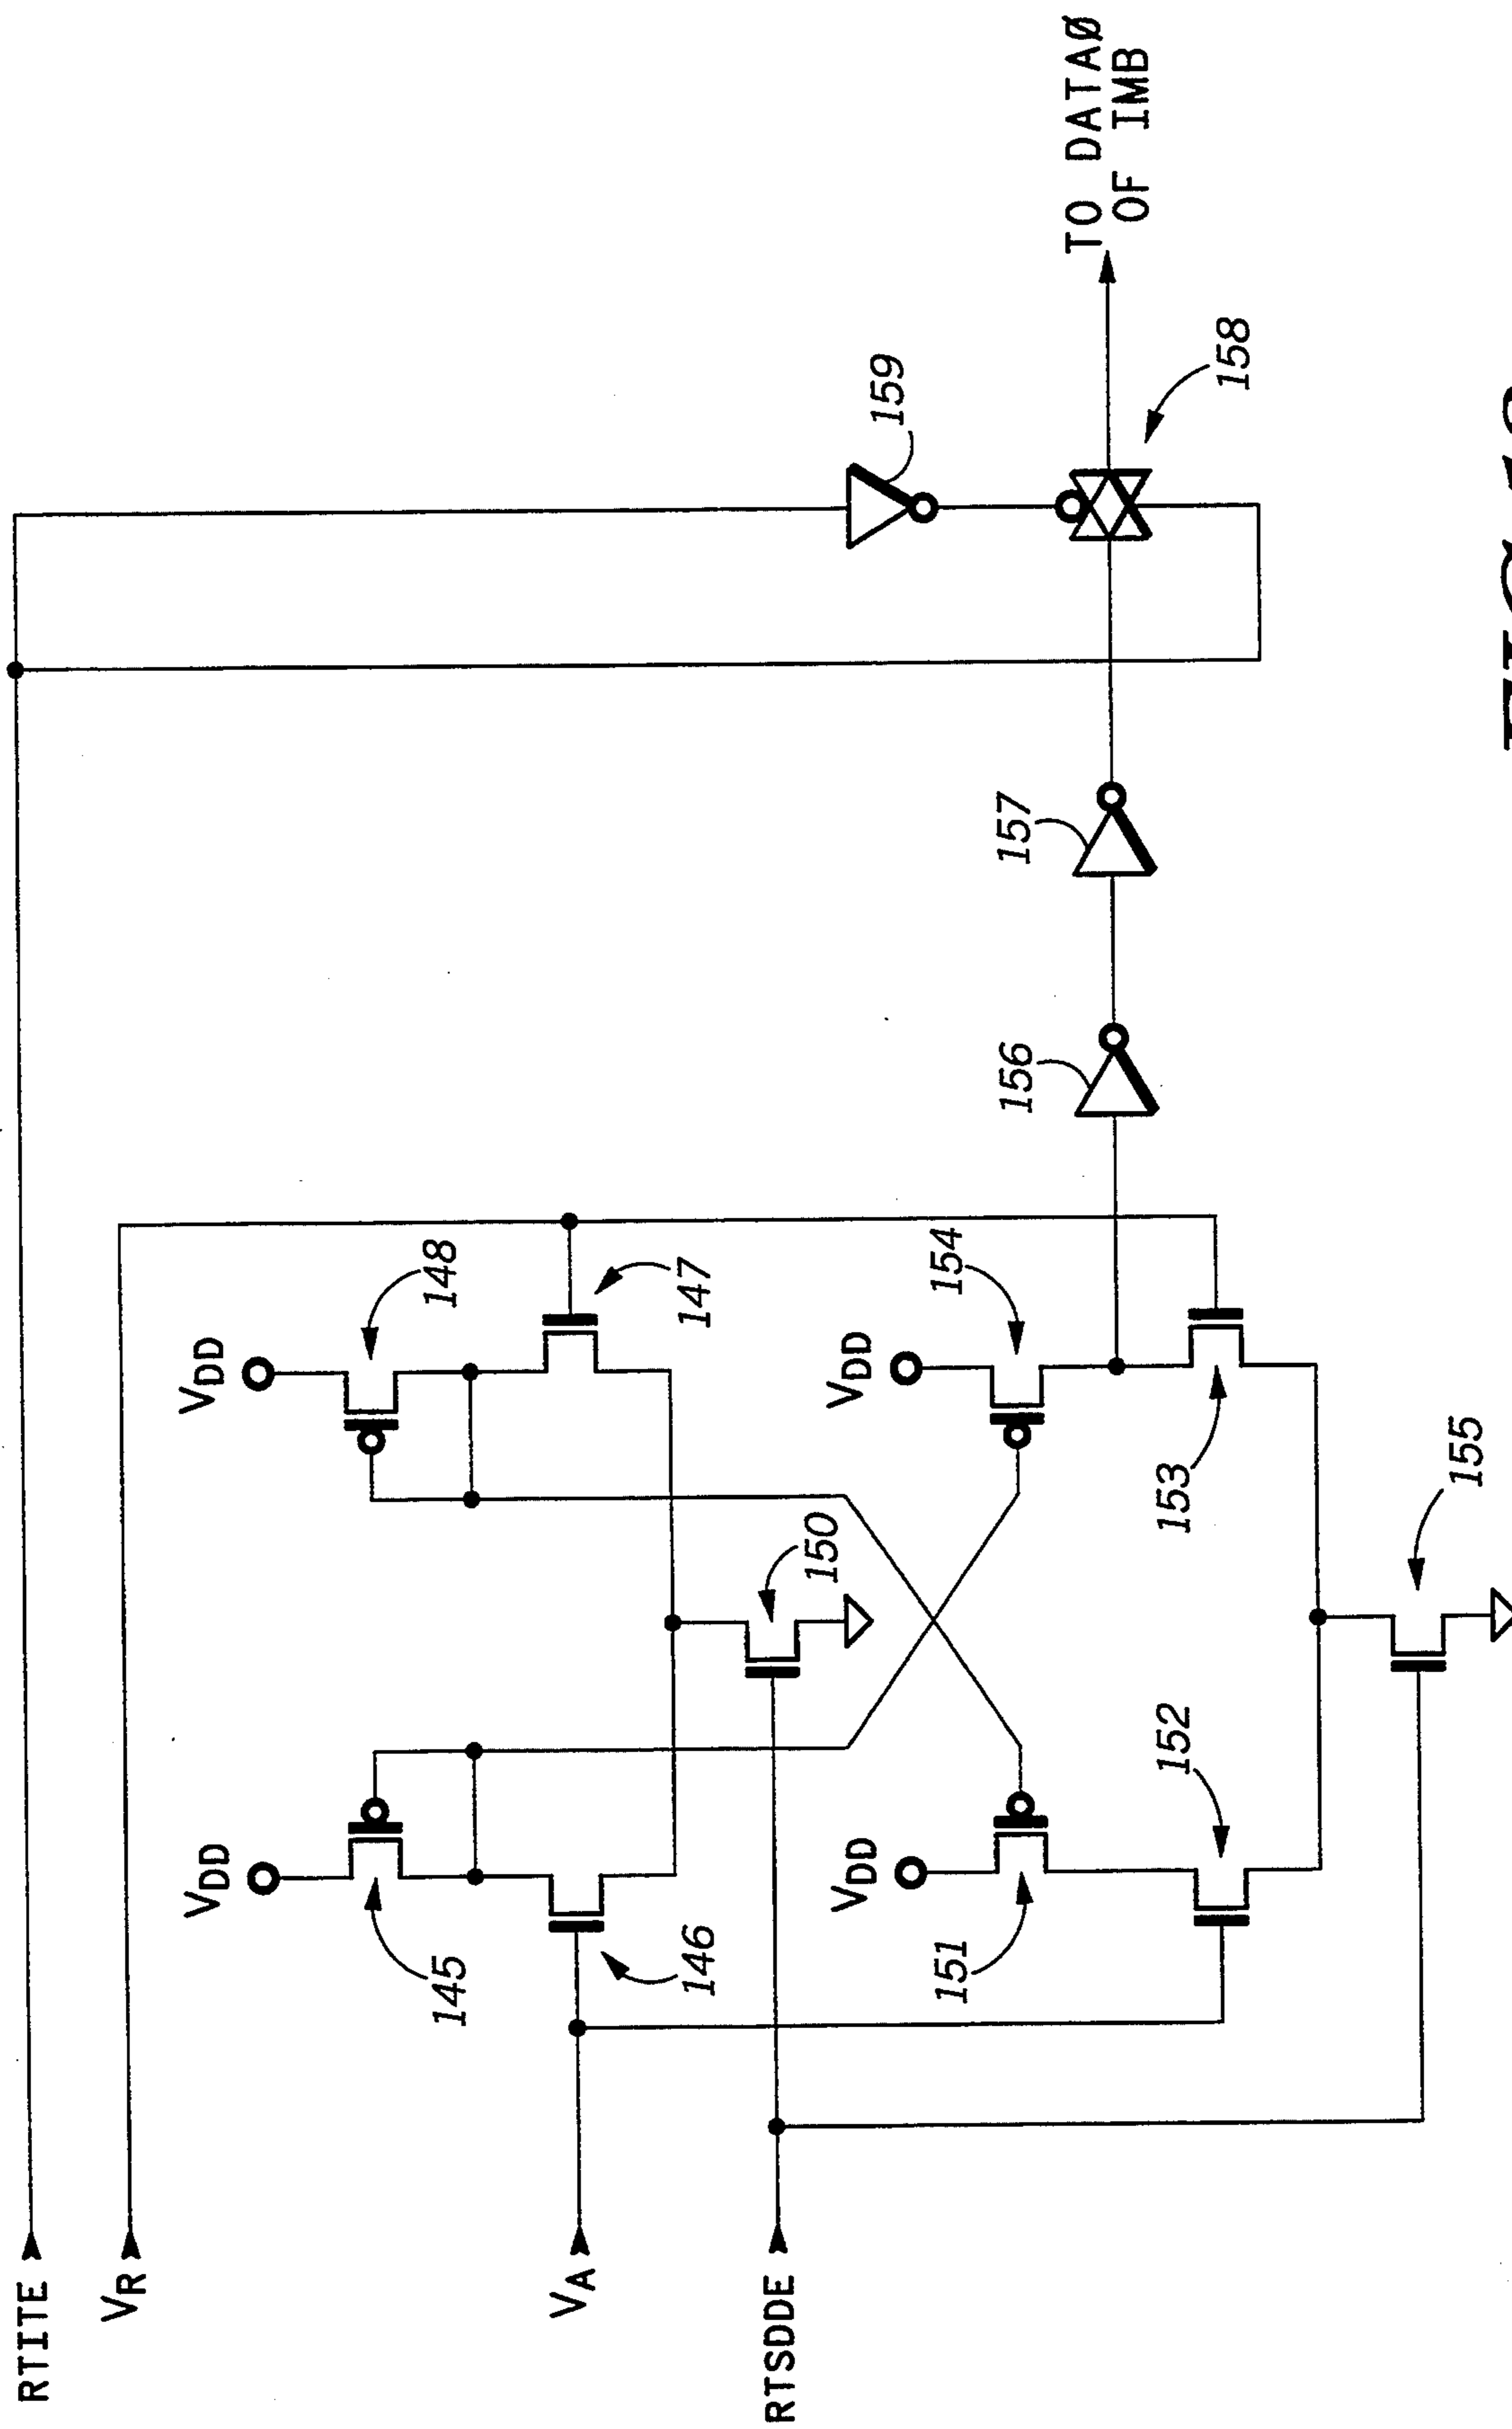 RTIITE
VR
VDD
148
147
VDD
145
146
VA
150
RTSDDE
VDD
154
153
VDD
151
152
155
156
157
159
158
TO DATAØ
OF IMB